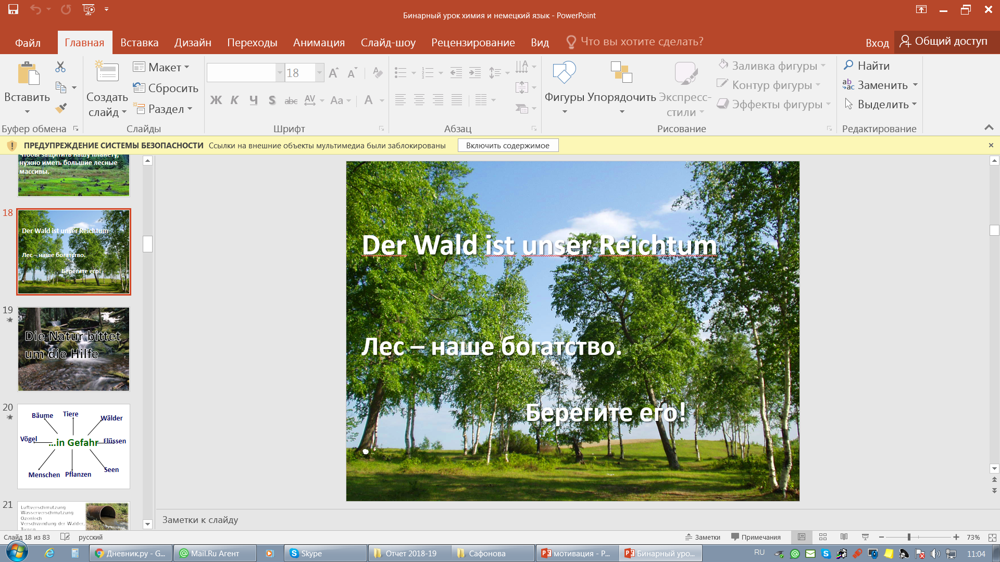 Бинарный урок химия и немецкий язык - PowerPoint
Файл Главная Вставка Дизайн Переходы Анимация Слайд-шоу Рецензирование Вид Что вы хотите сделать? Вход Общий доступ
Вставить
Буфер обмена
Создать слайд
Макет
Сбросить
Раздел
Слайды
18
Ж К Ч S abc AV Aa A
Шрифт
Абзац
Фигуры Упорядочить Экспресс-стили
Заливка фигуры
Контур фигуры
Эффекты фигуры
Рисование
Найти
Заменить
Выделить
Редактирование
ПРЕДУПРЕЖДЕНИЕ СИСТЕМЫ БЕЗОПАСНОСТИ Ссылки на внешние объекты мультимедиа были заблокированы Включить содержимое
Чтобы защитить нашу планету,
нужно иметь большие лесные
массивы.
18
Der Wald ist unser Reichtum
Лес – наше богатство.
Берегите его!
19
Die Natur bittet
um die Hilfe
20
Bäume Tiere Wälder
Vögel ...in Gefahr Flüssen
Menschen Pflanzen Seen
21
Luftverschmutzung
Wasserverschmutzung
Ozonloch
Verschwindung der Wälder,
Tieren
Der Wald ist unser Reichtum
Лес – наше богатство.
Берегите его!
Заметки к слайду
Слайд 18 из 83 русский Заметки Примечания 73%
Дневник.ру - G... Mail.Ru Агент Skype Отчет 2018-19 Сафонова мотивация - P... Бинарный уро... RU 11:04